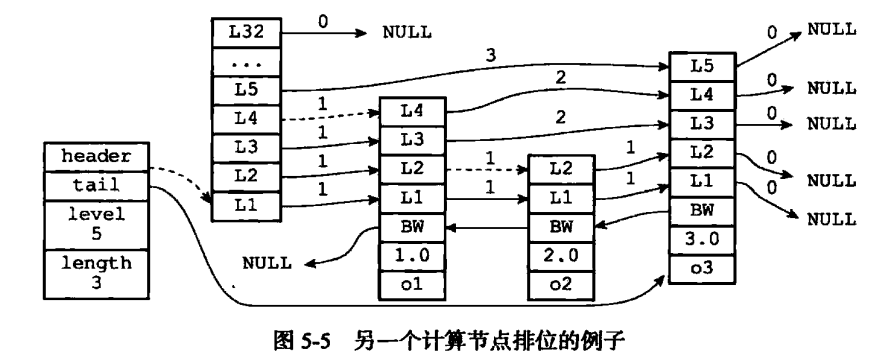 header
tail
level
5
length
3
L32
...
L5
L4
L3
L2
L1
0
NULL
3
1
1
1
1
L4
L3
L2
L1
BW
1.0
o1
NULL
2
2
1
1
L2
L1
BW
2.0
o2
1
1
L5
L4
L3
L2
L1
BW
3.0
o3
0
NULL
0
NULL
0
NULL
0
NULL
0
NULL
图 5-5 另一个计算节点排位的例子